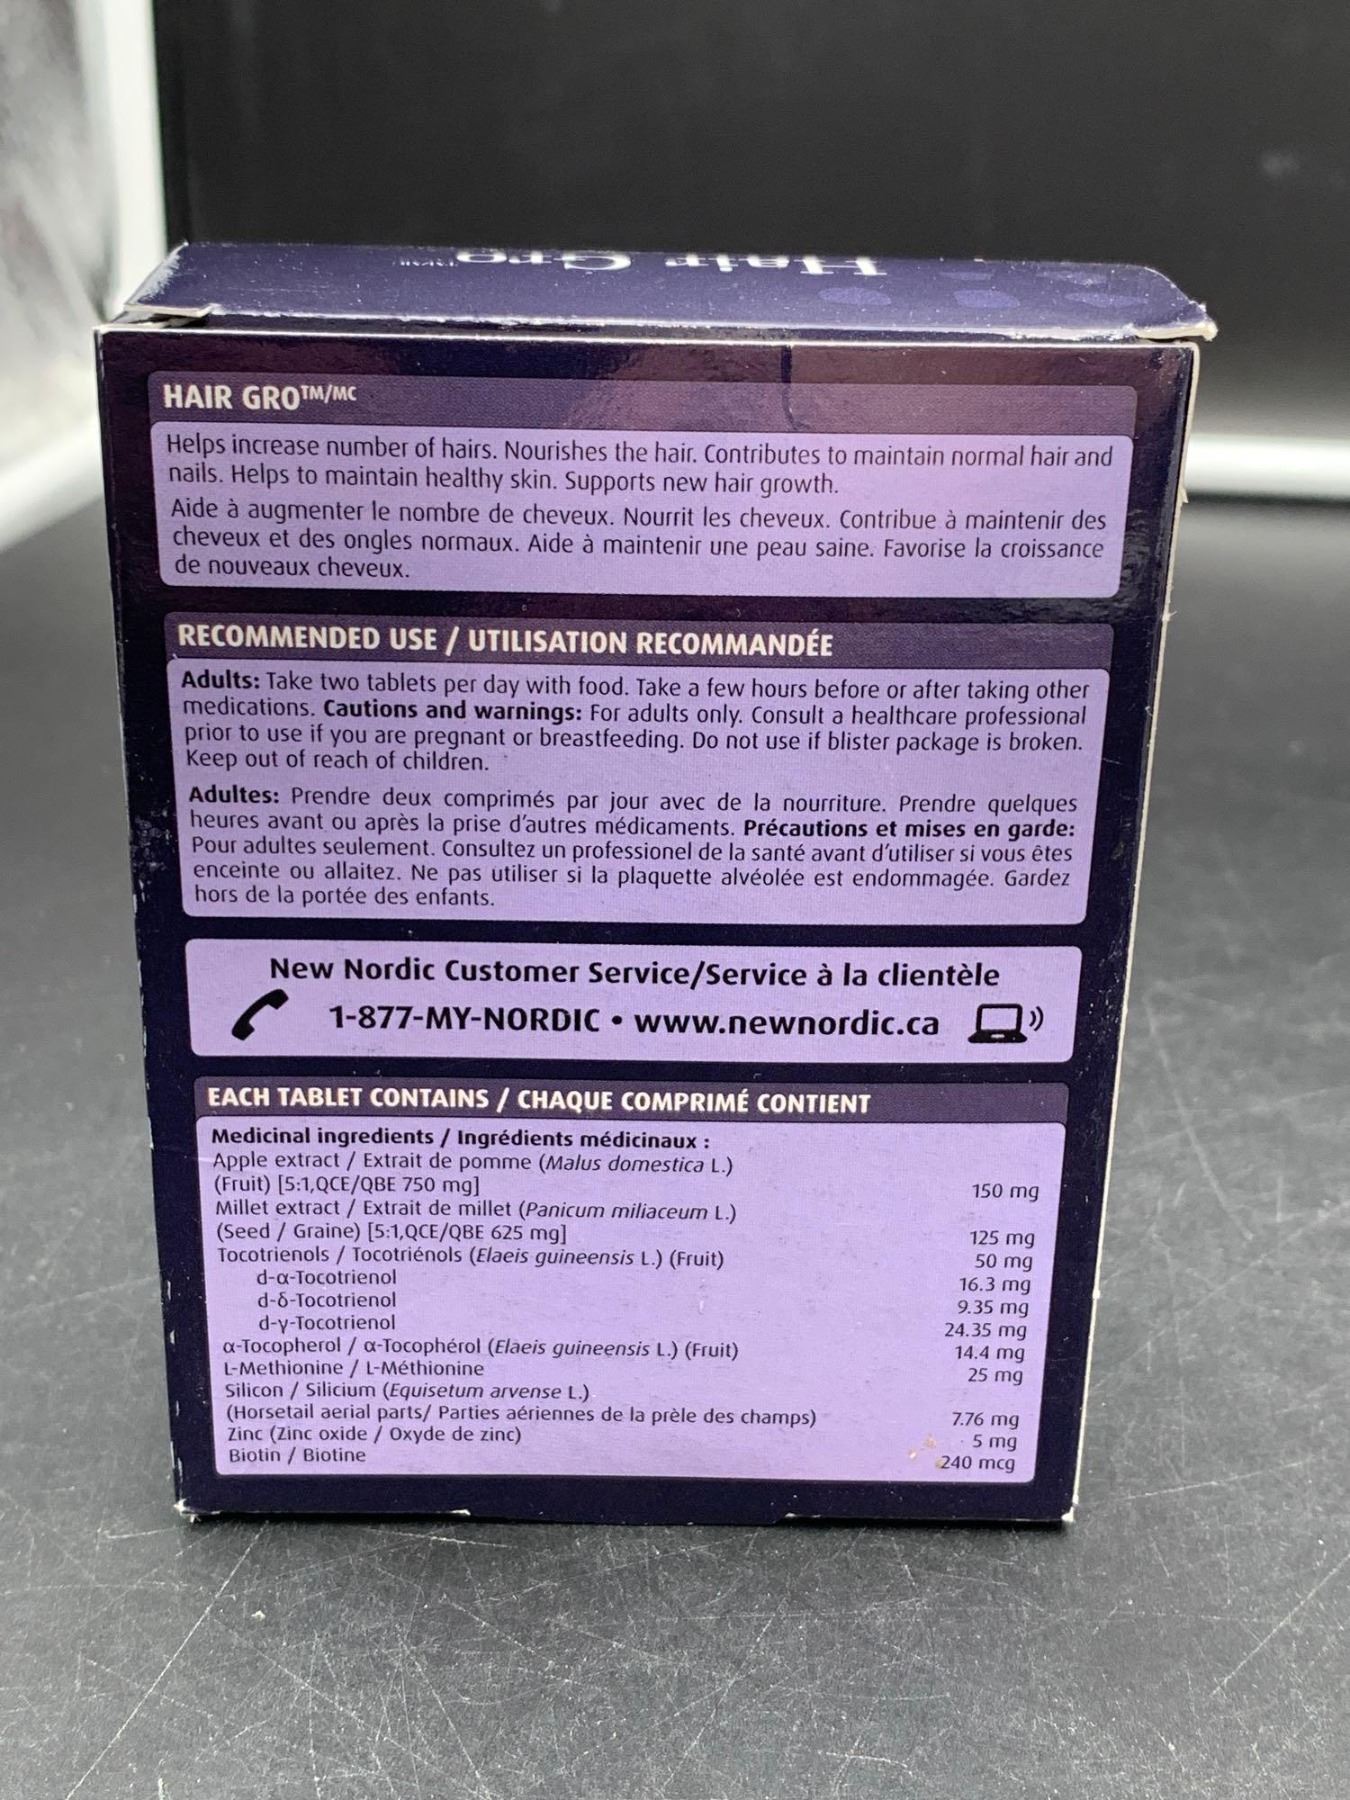 Hair Gro
HAIR GRO™/MC
Helps increase number of hairs. Nourishes the hair. Contributes to maintain normal hair and
nails. Helps to maintain healthy skin. Supports new hair growth.
Aide à augmenter le nombre de cheveux. Nourrit les cheveux. Contribue à maintenir des
cheveux et des ongles normaux. Aide à maintenir une peau saine. Favorise la croissance
de nouveaux cheveux.
RECOMMENDED USE / UTILISATION RECOMMANDÉE
Adults: Take two tablets per day with food. Take a few hours before or after taking other
medications. Cautions and warnings: For adults only. Consult a healthcare professional
prior to use if you are pregnant or breastfeeding. Do not use if blister package is broken.
Keep out of reach of children.
Adultes: Prendre deux comprimés par jour avec de la nourriture. Prendre quelques
heures avant ou après la prise d'autres médicaments. Précautions et mises en garde:
Pour adultes seulement. Consultez un professionel de la santé avant d'utiliser si vous êtes
enceinte ou allaitez. Ne pas utiliser si la plaquette alvéolée est endommagée. Gardez
hors de la portée des enfants.
New Nordic Customer Service/Service à la clientèle
1-877-MY-NORDIC • www.newnordic.ca
EACH TABLET CONTAINS / CHAQUE COMPRIMÉ CONTIENT
Medicinal ingredients / Ingrédients médicinaux :
Apple extract / Extrait de pomme (Malus domestica L.)
(Fruit) [5:1,QCE/QBE 750 mg] 150 mg
Millet extract / Extrait de millet (Panicum miliaceum L.)
(Seed / Graine) [5:1,QCE/QBE 625 mg] 125 mg
Tocotrienols / Tocotriénols (Elaeis guineensis L.) (Fruit) 50 mg
d-α-Tocotrienol 16.3 mg
d-δ-Tocotrienol 9.35 mg
d-γ-Tocotrienol 24.35 mg
α-Tocopherol / α-Tocophérol (Elaeis guineensis L.) (Fruit) 14.4 mg
L-Methionine / L-Méthionine 25 mg
Silicon / Silicium (Equisetum arvense L.)
(Horsetail aerial parts/ Parties aériennes de la prèle des champs) 7.76 mg
Zinc (Zinc oxide / Oxyde de zinc) 5 mg
Biotin / Biotine 240 mcg